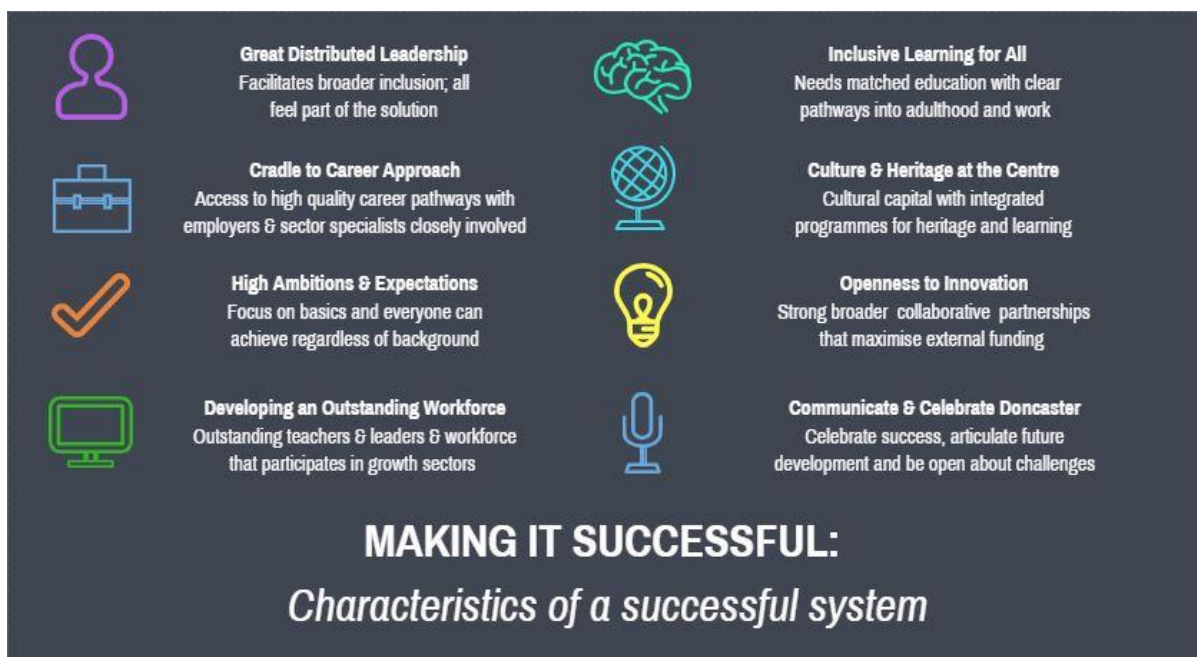 Great Distributed Leadership
Facilitates broader inclusion; all
feel part of the solution
Inclusive Learning for All
Needs matched education with clear
pathways into adulthood and work
Cradle to Career Approach
Access to high quality career pathways with
employers & sector specialists closely involved
Culture & Heritage at the Centre
Cultural capital with integrated
programmes for heritage and learning
High Ambitions & Expectations
Focus on basics and everyone can
achieve regardless of background
Openness to Innovation
Strong broader collaborative partnerships
that maximise external funding
Developing an Outstanding Workforce
Outstanding teachers & leaders & workforce
that participates in growth sectors
Communicate & Celebrate Doncaster
Celebrate success, articulate future
development and be open about challenges
MAKING IT SUCCESSFUL:
Characteristics of a successful system